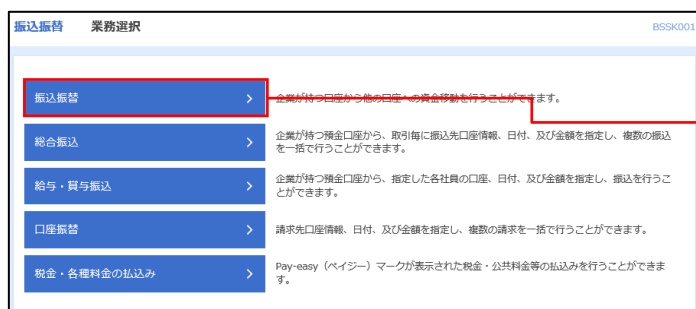 振込振替 業務選択 BSSK001
振込振替
企業が持つ口座から他の口座への資金移動を行うことができます。
総合振込
企業が持つ預金口座から、取引毎に振込先口座情報、日付、及び金額を指定し、複数の振込
を一括で行うことができます。
給与・賞与振込
企業が持つ預金口座から、指定した各社員の口座、日付、及び金額を指定し、振込を行うこ
とができます。
口座振替
請求先口座情報、日付、及び金額を指定し、複数の請求を一括で行うことができます。
税金・各種料金の払込み
Pay-easy（ペイジー）マークが表示された税金・公共料金等の払込みを行うことができま
す。